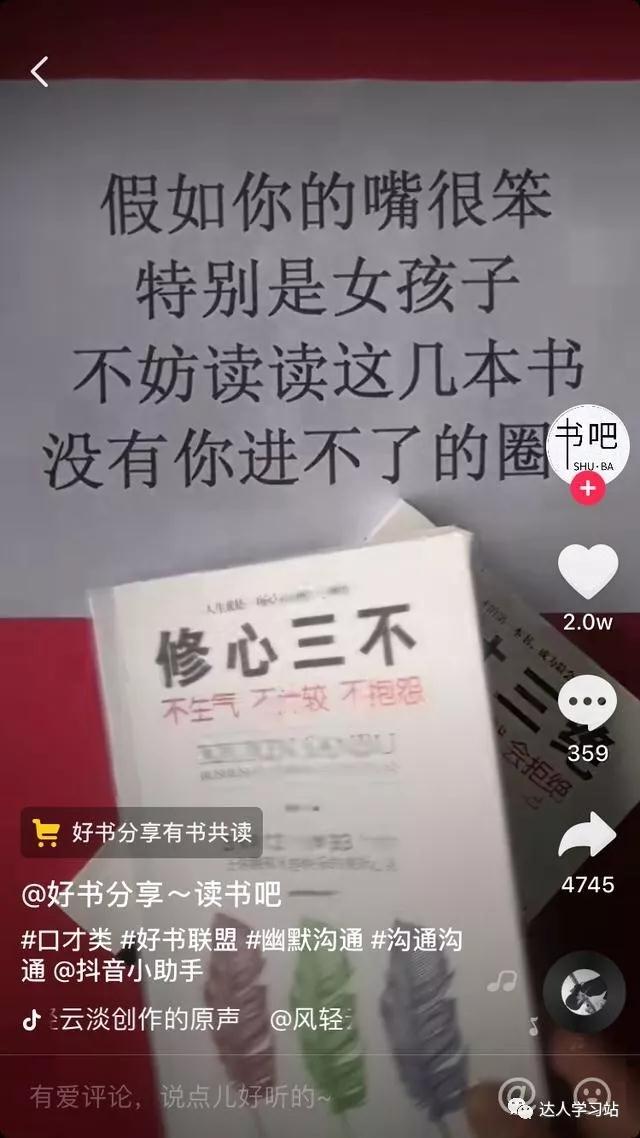 假如你的嘴很笨
特别是女孩子
不妨读读这几本书
没有你进不了的圈
书吧
SHU·BA
修心三不
不生气 不计较 不抱怨
三绝
会拒绝
2.0w
359
4745
好书分享有书共读
@好书分享～读书吧
#口才类 #好书联盟 #幽默沟通 #沟通沟
通 @抖音小助手
云淡创作的原声 @风轻
有爱评论，说点儿好听的~
达人学习站